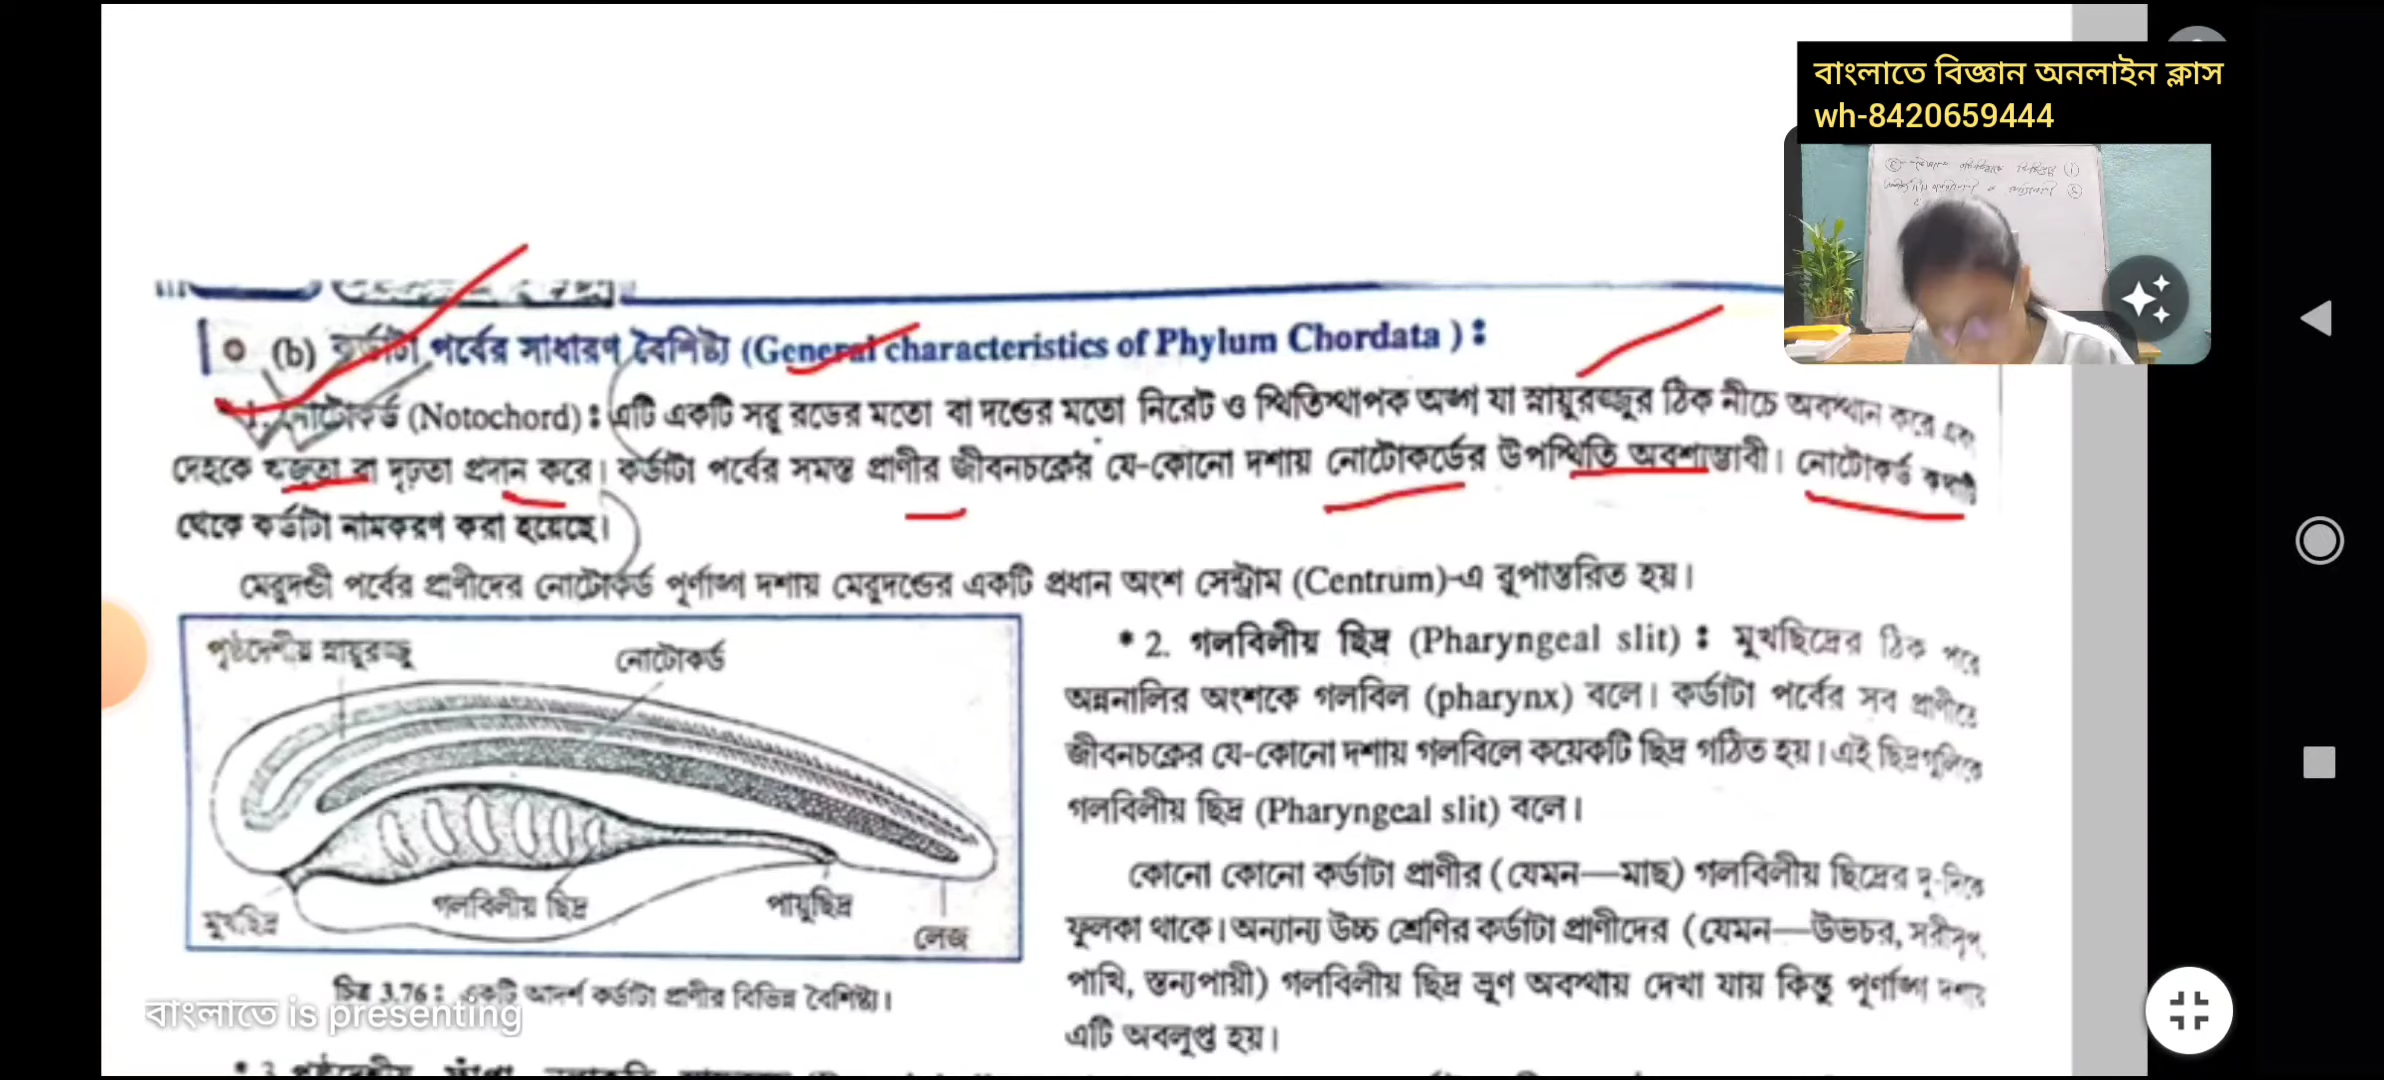 বাংলাতে বিজ্ঞান অনলাইন ক্লাস
wh-8420659444
(b) কর্ডাটা পর্বের সাধারণ বৈশিষ্ট্য (General characteristics of Phylum Chordata ) :
1. নোটোকর্ড (Notochord) : এটি একটি সরু রডের মতো বা দণ্ডের মতো নিরেট ও স্থিতিস্থাপক অঙ্গ যা স্নায়ুরজ্জুর ঠিক নীচে অবস্থান করে এবং
দেহকে ঋজুতা বা দৃঢ়তা প্রদান করে। কর্ডাটা পর্বের সমস্ত প্রাণীর জীবনচক্রের যে-কোনো দশায় নোটোকর্ডের উপস্থিতি অবশ্যম্ভাবী। নোটোকর্ড কথাটি
থেকে কর্ডাটা নামকরণ করা হয়েছে।
মেরুদণ্ডী পর্বের প্রাণীদের নোটোকর্ড পূর্ণাঙ্গ দশায় মেরুদণ্ডের একটি প্রধান অংশ সেন্ট্রাম (Centrum)-এ রূপান্তরিত হয়।
পৃষ্ঠদেশীয় স্নায়ুরজ্জু
নোটোকর্ড
মুখছিদ্র
গলবিলীয় ছিদ্র
পায়ুছিদ্র
লেজ
চিত্র 3.76 : একটি আদর্শ কর্ডাটা প্রাণীর বিভিন্ন বৈশিষ্ট্য।
* 2. গলবিলীয় ছিদ্র (Pharyngeal slit) : মুখছিদ্রের ঠিক পরে
অন্ননালির অংশকে গলবিল (pharynx) বলে। কর্ডাটা পর্বের সব প্রাণীতে
জীবনচক্রের যে-কোনো দশায় গলবিলে কয়েকটি ছিদ্র গঠিত হয়। এই ছিদ্রগুলিকে
গলবিলীয় ছিদ্র (Pharyngeal slit) বলে।
কোনো কোনো কর্ডাটা প্রাণীর (যেমন—মাছ) গলবিলীয় ছিদ্রের দু-দিকে
ফুলকা থাকে। অন্যান্য উচ্চ শ্রেণির কর্ডাটা প্রাণীদের (যেমন—উভচর, সরীসৃপ,
পাখি, স্তন্যপায়ী) গলবিলীয় ছিদ্র ভ্রূণ অবস্থায় দেখা যায় কিন্তু পূর্ণাঙ্গ দশায়
এটি অবলুপ্ত হয়।
বাংলাতে is presenting